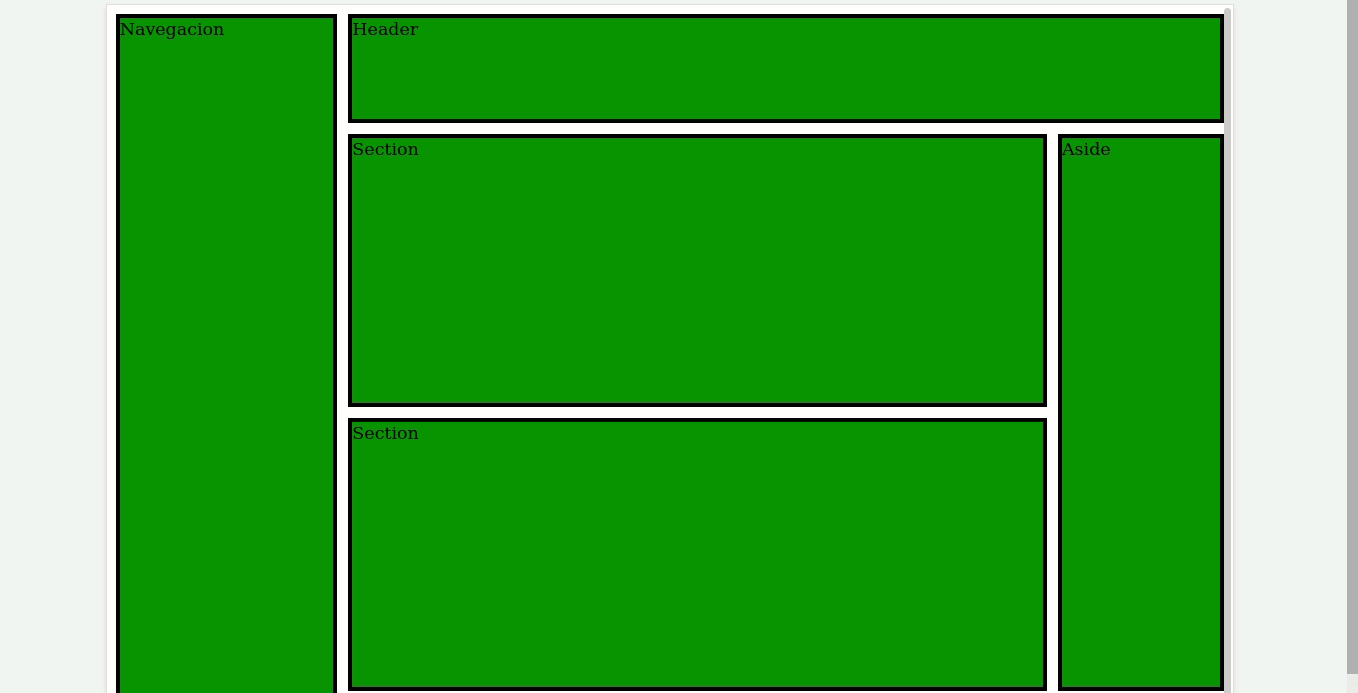 Navegacion
Header
Section
Aside
Section